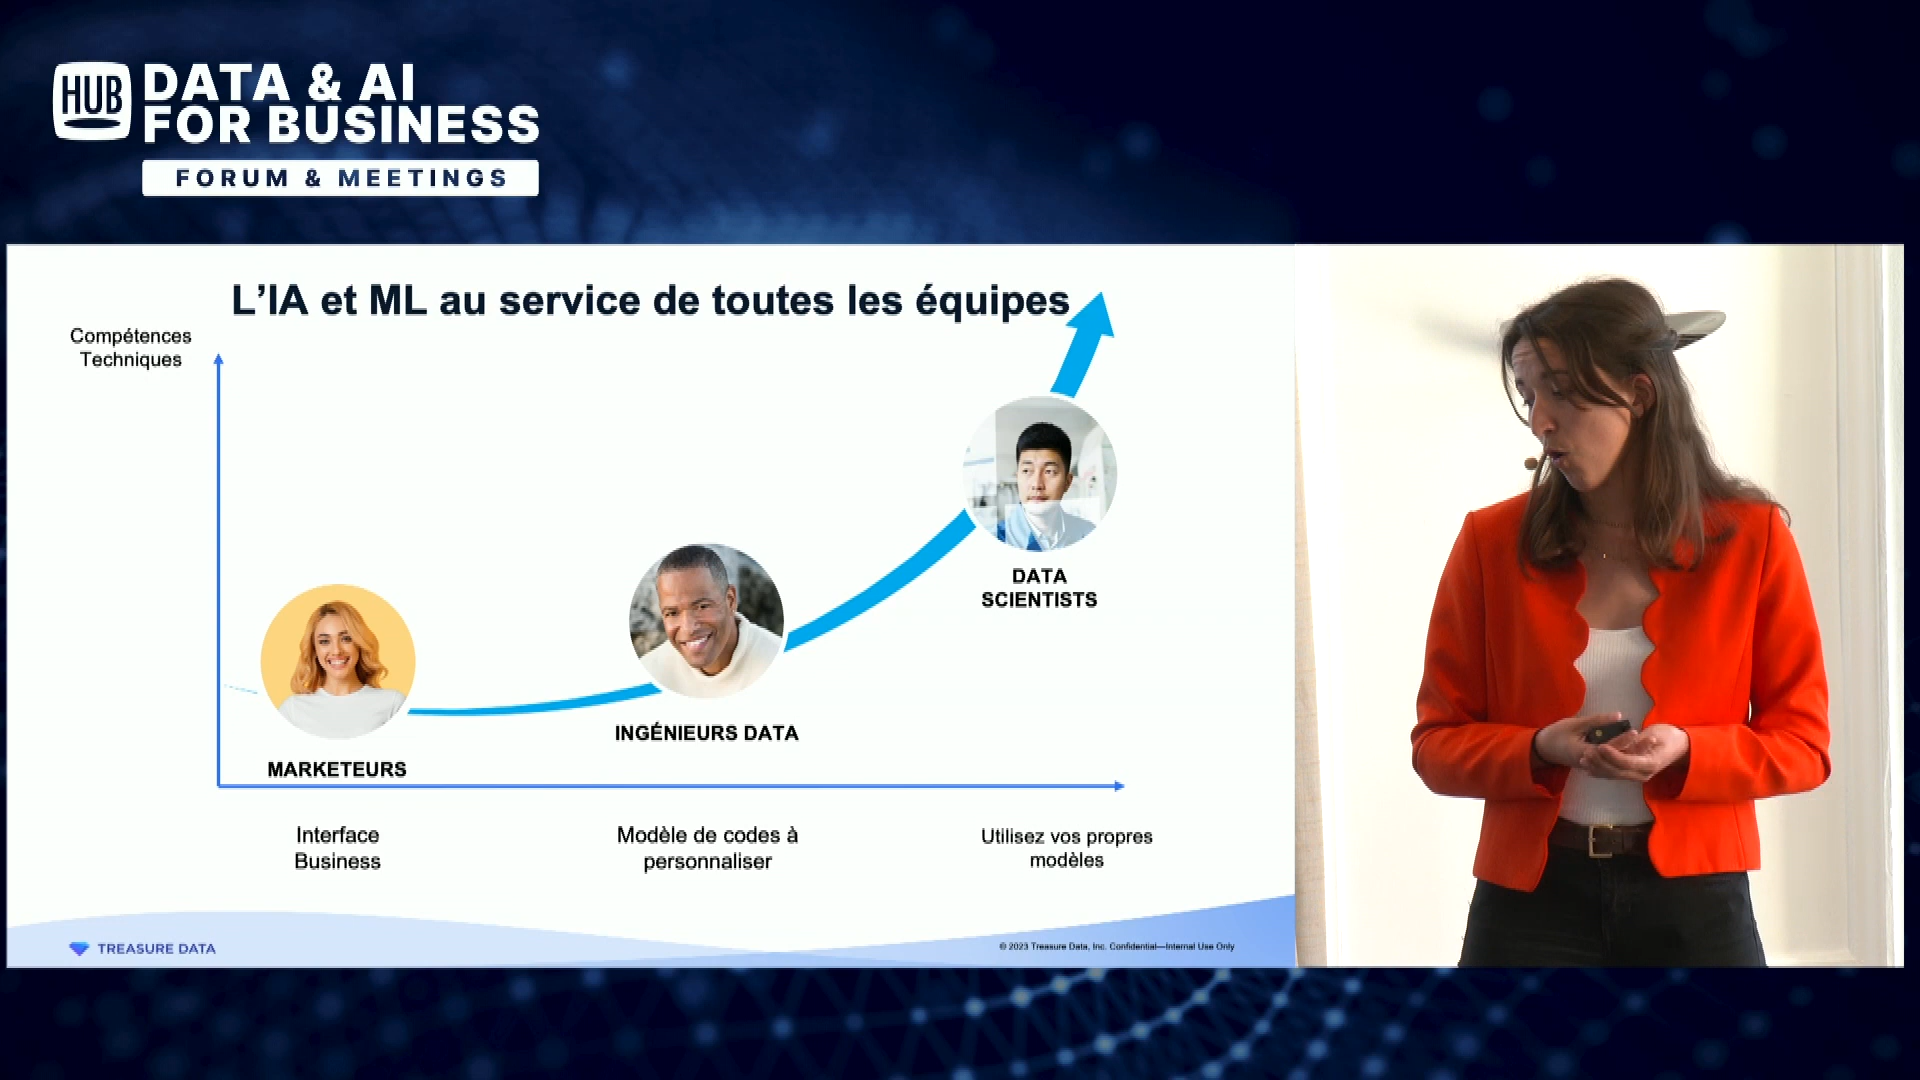 HUB
DATA & AI
FOR BUSINESS
FORUM & MEETINGS
L'IA et ML au service de toutes les équipes
Compétences
Techniques
DATA
SCIENTISTS
INGÉNIEURS DATA
MARKETEURS
Interface
Business
Modèle de codes à
personnaliser
Utilisez vos propres
modèles
TREASURE DATA
© 2023 Treasure Data, Inc. Confidential—Internal Use Only